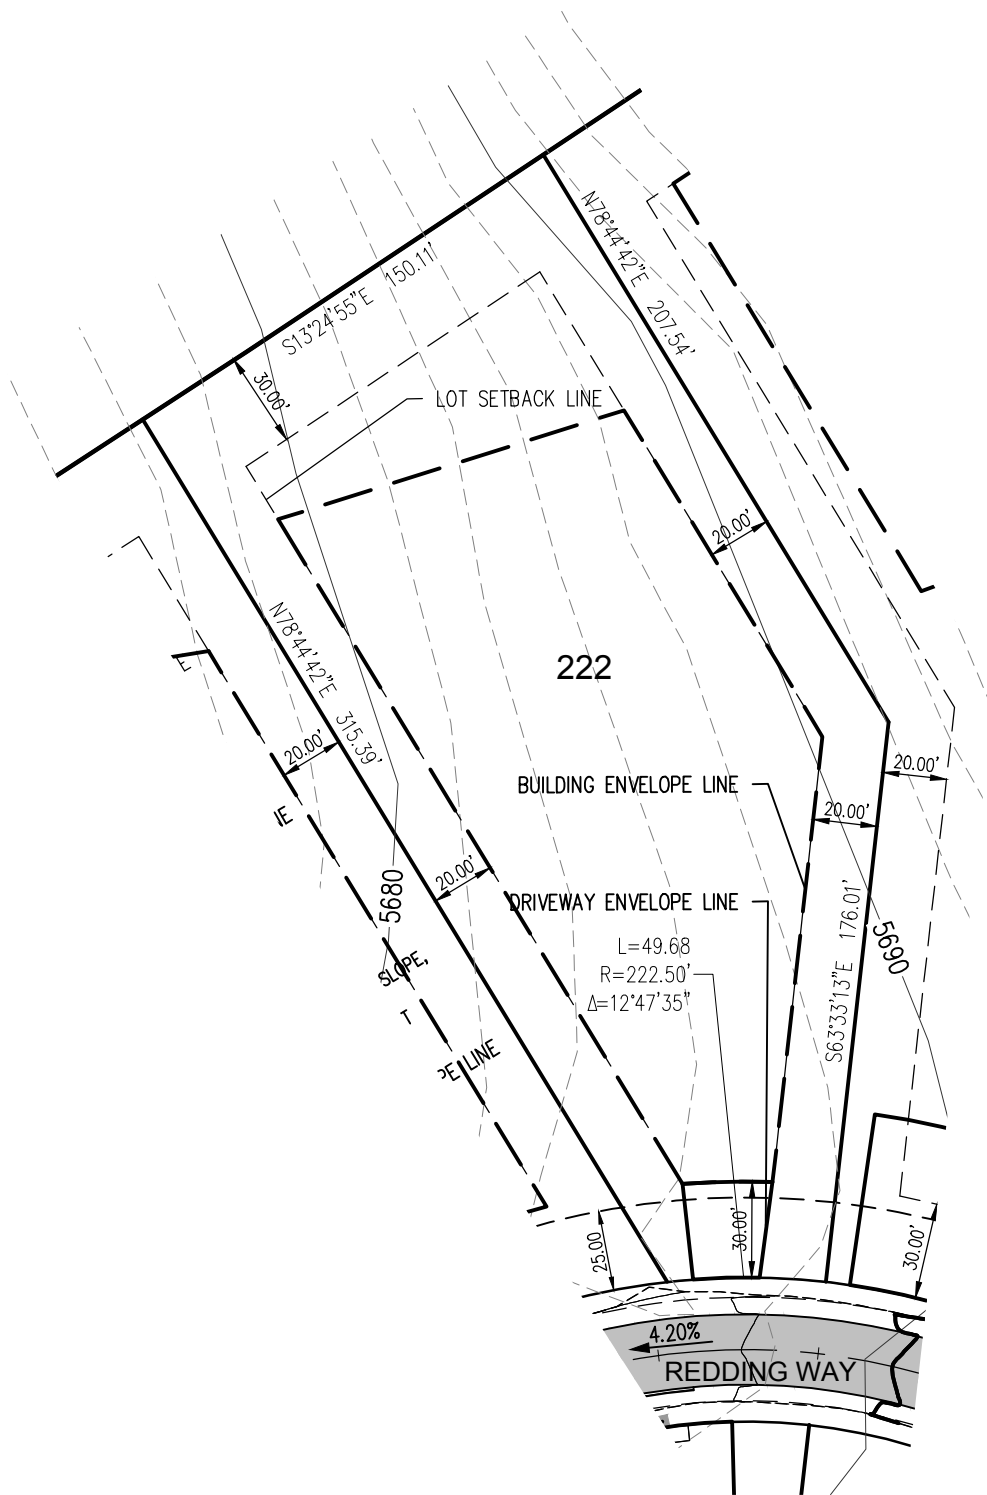 S13°24'55"E 150.11'
N78°44'42"E 207.54'
30.00'
LOT SETBACK LINE
20.00'
N78°44'42"E 315.39'
222
20.00'
20.00'
BUILDING ENVELOPE LINE
20.00'
20.00'
5680
DRIVEWAY ENVELOPE LINE
L=49.68
R=222.50'
Δ=12°47'35"
S63°33'13"E 176.01'
5690
SLOPE,
T
PE LINE
25.00
30.00'
30.00'
4.20%
REDDING WAY